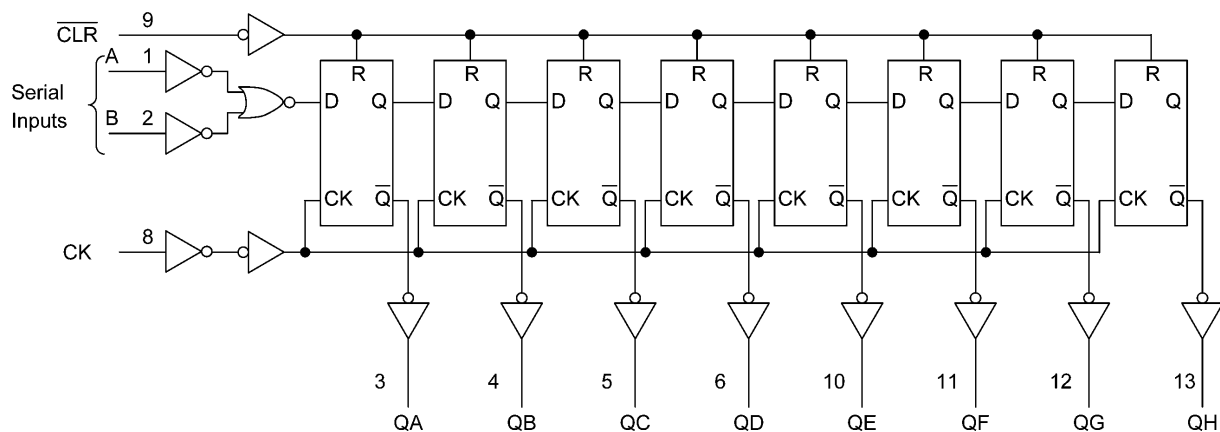 CLR 9
A 1
Serial
Inputs
B 2
R R R R R R R R
D Q D Q D Q D Q D Q D Q D Q D Q
CK Q CK Q CK Q CK Q CK Q CK Q CK Q CK Q
CK 8
3 4 5 6 10 11 12 13
QA QB QC QD QE QF QG QH